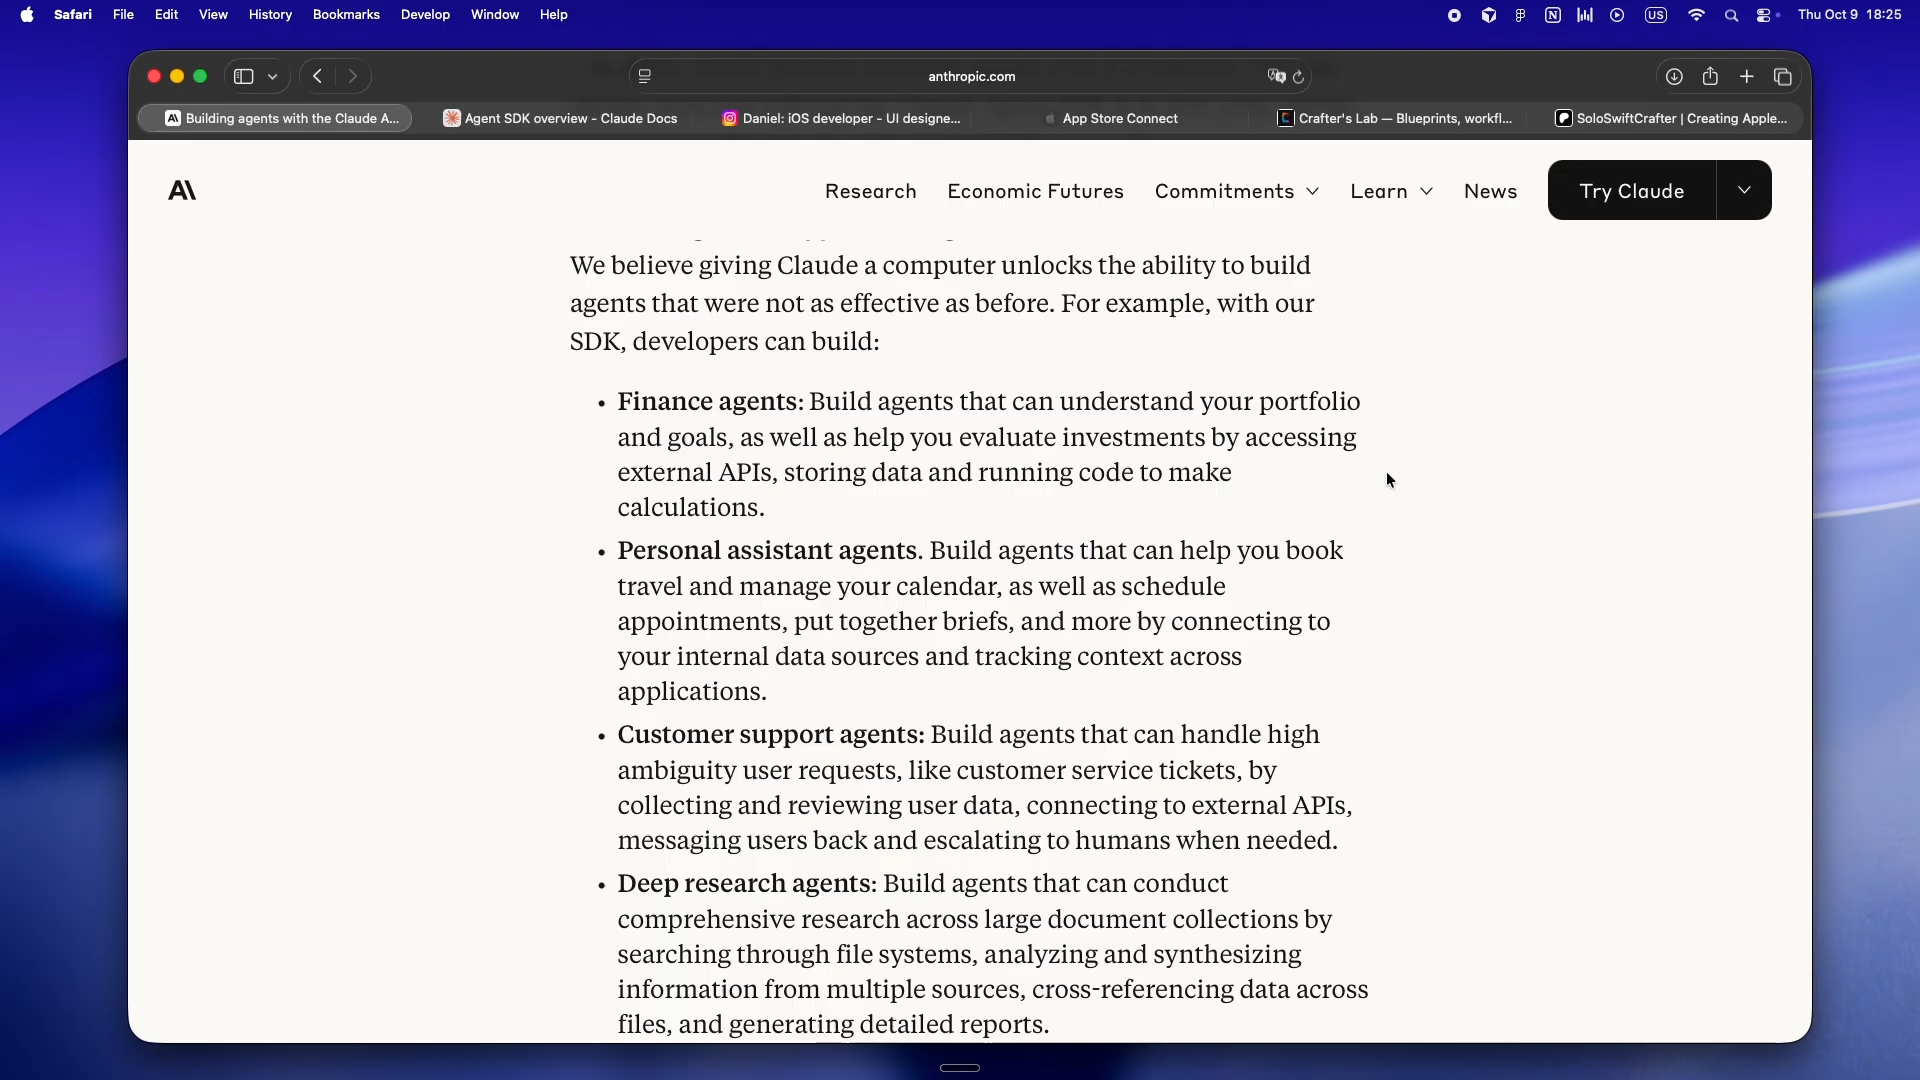 Safari File Edit View History Bookmarks Develop Window Help US Thu Oct 9 18:25
anthropic.com
Building agents with the Claude A... Agent SDK overview - Claude Docs Daniel: iOS developer - UI designe... App Store Connect Crafter's Lab — Blueprints, workfl... SoloSwiftCrafter | Creating Apple...
Research Economic Futures Commitments Learn News Try Claude
We believe giving Claude a computer unlocks the ability to build
agents that were not as effective as before. For example, with our
SDK, developers can build:
• Finance agents: Build agents that can understand your portfolio
and goals, as well as help you evaluate investments by accessing
external APIs, storing data and running code to make
calculations.
• Personal assistant agents. Build agents that can help you book
travel and manage your calendar, as well as schedule
appointments, put together briefs, and more by connecting to
your internal data sources and tracking context across
applications.
• Customer support agents: Build agents that can handle high
ambiguity user requests, like customer service tickets, by
collecting and reviewing user data, connecting to external APIs,
messaging users back and escalating to humans when needed.
• Deep research agents: Build agents that can conduct
comprehensive research across large document collections by
searching through file systems, analyzing and synthesizing
information from multiple sources, cross-referencing data across
files, and generating detailed reports.